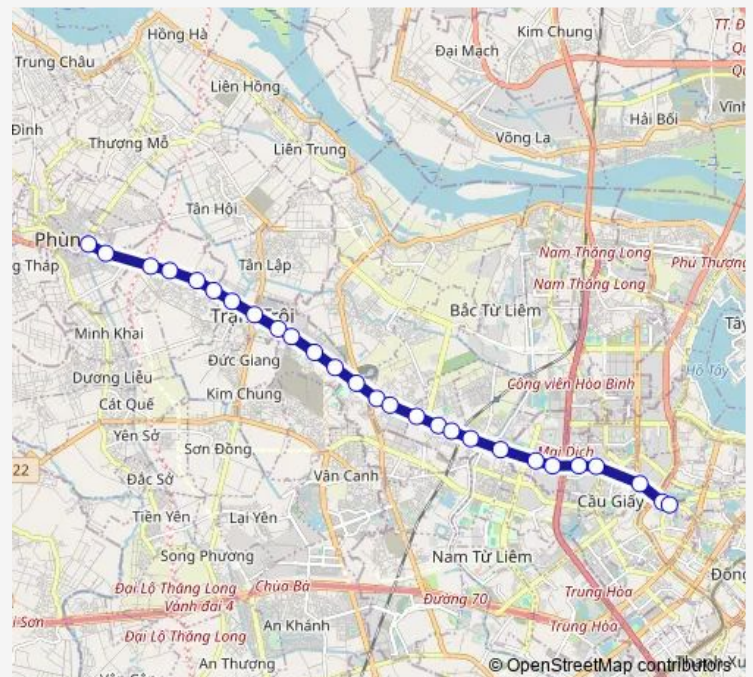 Hồng Hà
Kim Chung
TT. Đ
Trung Châu
Đại Mạch
Liên Hồng
Vĩnh
Đình
Hải Bối
Thượng Mỗ
Võng La
Liên Trung
Tân Hội
Phùng
g Tháp
Tân Lập
Nam Thăng Long
Phú Thượng
Nam Thăng Long
Bắc Từ Liêm
Tây
Minh Khai
Đức Giang
Hồ Tây
Dương Liễu
Công viên Hòa Bình
Cát Quế
Kim Chung
Yên Sở
Sơn Đồng
Mai Dịch
22
Đắc Sở
Vân Canh
Cầu Giấy
Tiền Yên
Lại Yên
Song Phương
Nam Từ Liêm
Đại Lộ Thăng Long
Chùa Bà
Đường 70
Trung Hòa
Vành đai 4
i Sơn
An Khánh
Trung Hòa
Đại Lộ Thăng Long
An Thượng
© OpenStreetMap contributors